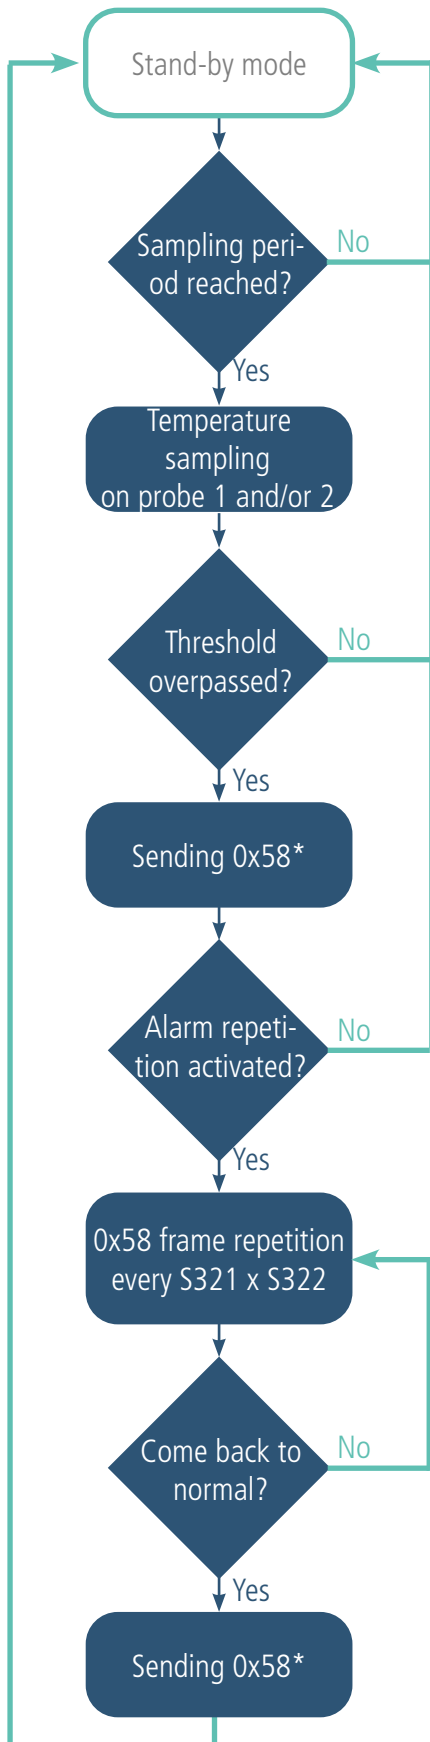 Stand-by mode
Sampling peri-
od reached?
No
Yes
Temperature
sampling
on probe 1 and/or 2
Threshold
overpassed?
No
Yes
Sending 0x58*
Alarm repeti-
tion activated?
No
Yes
0x58 frame repetition
every S321 x S322
Come back to
normal?
No
Yes
Sending 0x58*